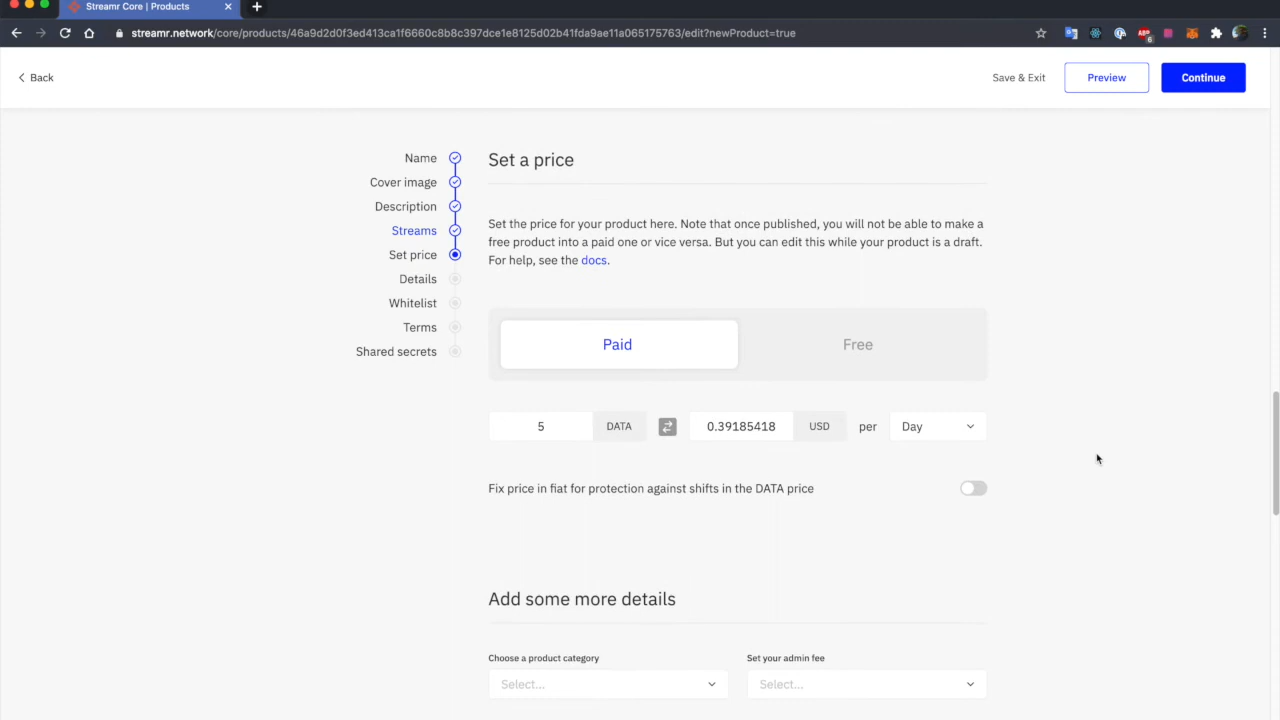 Streamr Core | Products
streamr.network/core/products/46a9d2d0f3ed413ca1f6660c8b8c397dce1e8125d02b41fda9ae11a065175763/edit?newProduct=true
6
Back
Save & Exit
Preview
Continue
Name
Cover image
Description
Streams
Set price
Details
Whitelist
Terms
Shared secrets
Set a price
Set the price for your product here. Note that once published, you will not be able to make a
free product into a paid one or vice versa. But you can edit this while your product is a draft.
For help, see the docs.
Paid
Free
5 DATA 0.39185418 USD per Day
Fix price in fiat for protection against shifts in the DATA price
Add some more details
Choose a product category
Set your admin fee
Select...
Select...